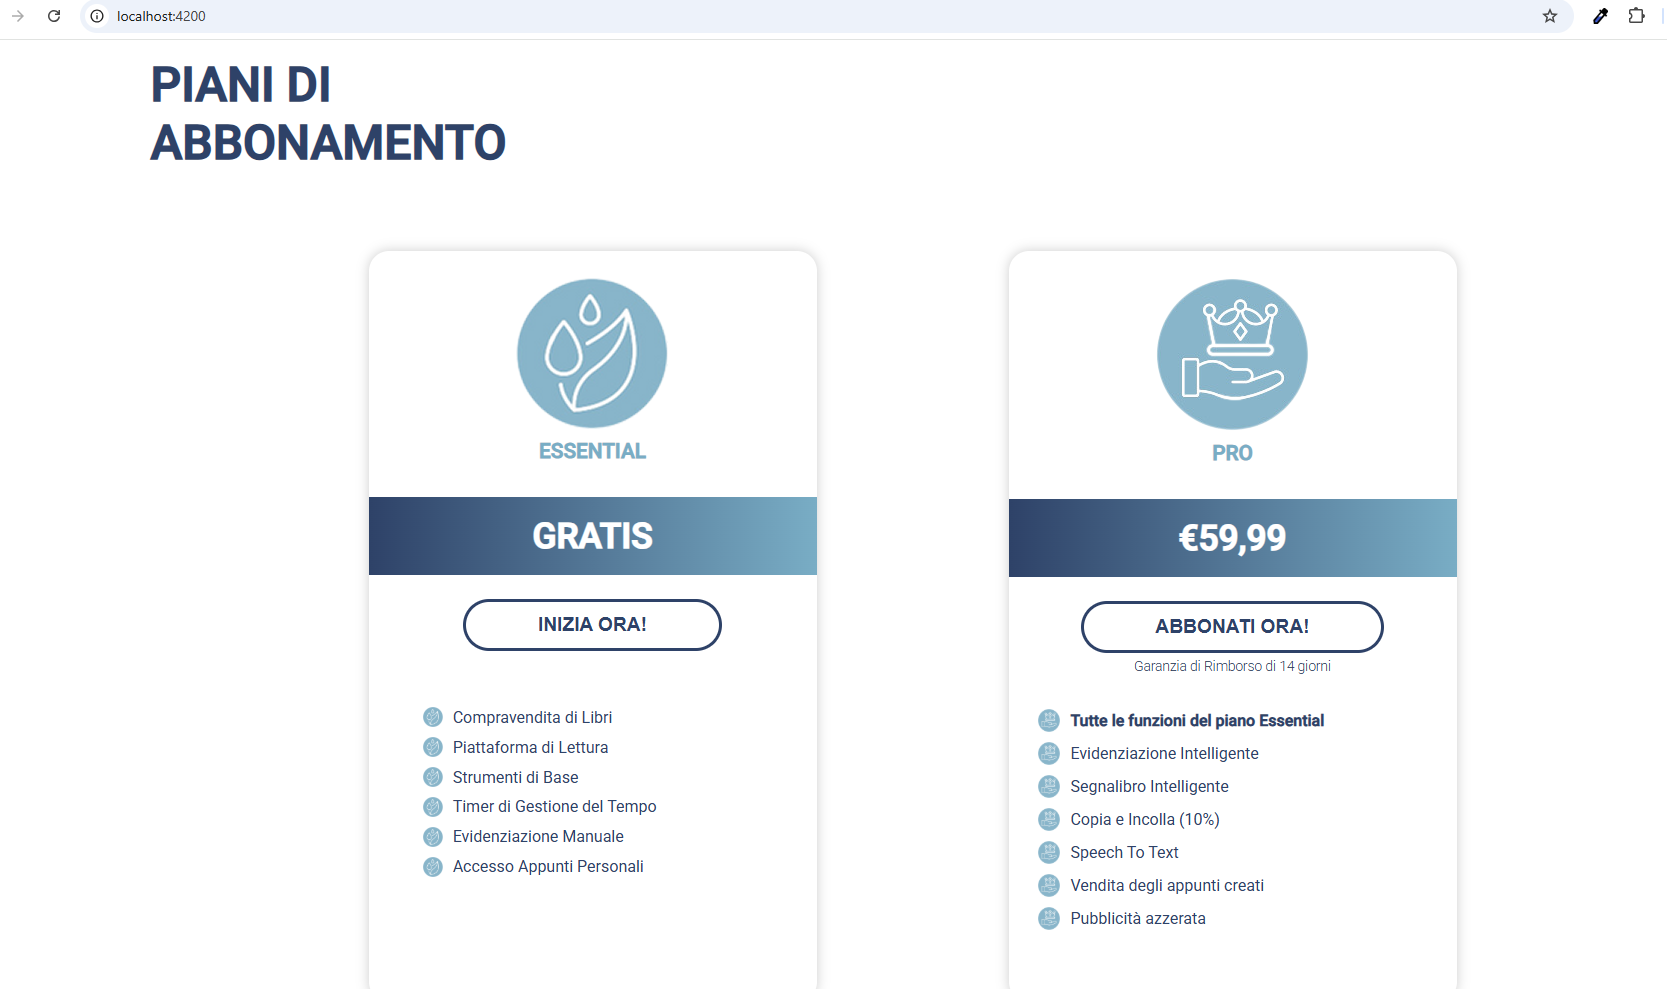 localhost:4200
PIANI DI
ABBONAMENTO
ESSENTIAL
GRATIS
INIZIA ORA!
Compravendita di Libri
Piattaforma di Lettura
Strumenti di Base
Timer di Gestione del Tempo
Evidenziazione Manuale
Accesso Appunti Personali
PRO
€59,99
ABBONATI ORA!
Garanzia di Rimborso di 14 giorni
Tutte le funzioni del piano Essential
Evidenziazione Intelligente
Segnalibro Intelligente
Copia e Incolla (10%)
Speech To Text
Vendita degli appunti creati
Pubblicità azzerata